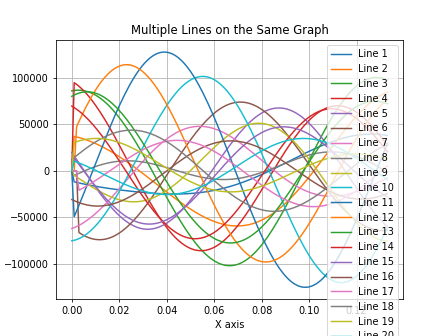 Multiple Lines on the Same Graph
100000
50000
0
−50000
−100000
0.00 0.02 0.04 0.06 0.08 0.10
X axis
Line 1
Line 2
Line 3
Line 4
Line 5
Line 6
Line 7
Line 8
Line 9
Line 10
Line 11
Line 12
Line 13
Line 14
Line 15
Line 16
Line 17
Line 18
Line 19
Line 20